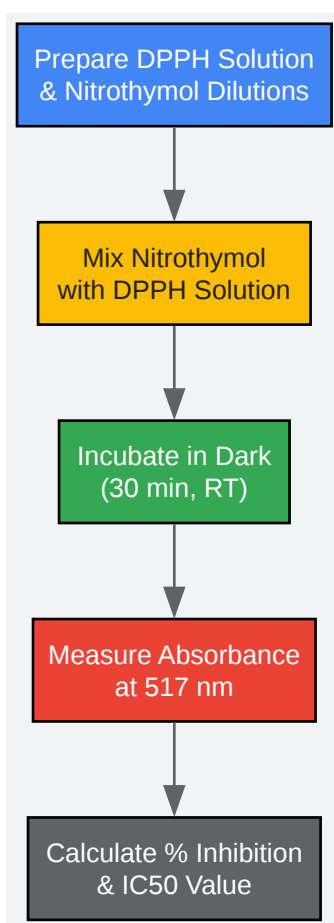 Prepare DPPH Solution
& Nitrothymol Dilutions
Mix Nitrothymol
with DPPH Solution
Incubate in Dark
(30 min, RT)
Measure Absorbance
at 517 nm
Calculate % Inhibition
& IC50 Value